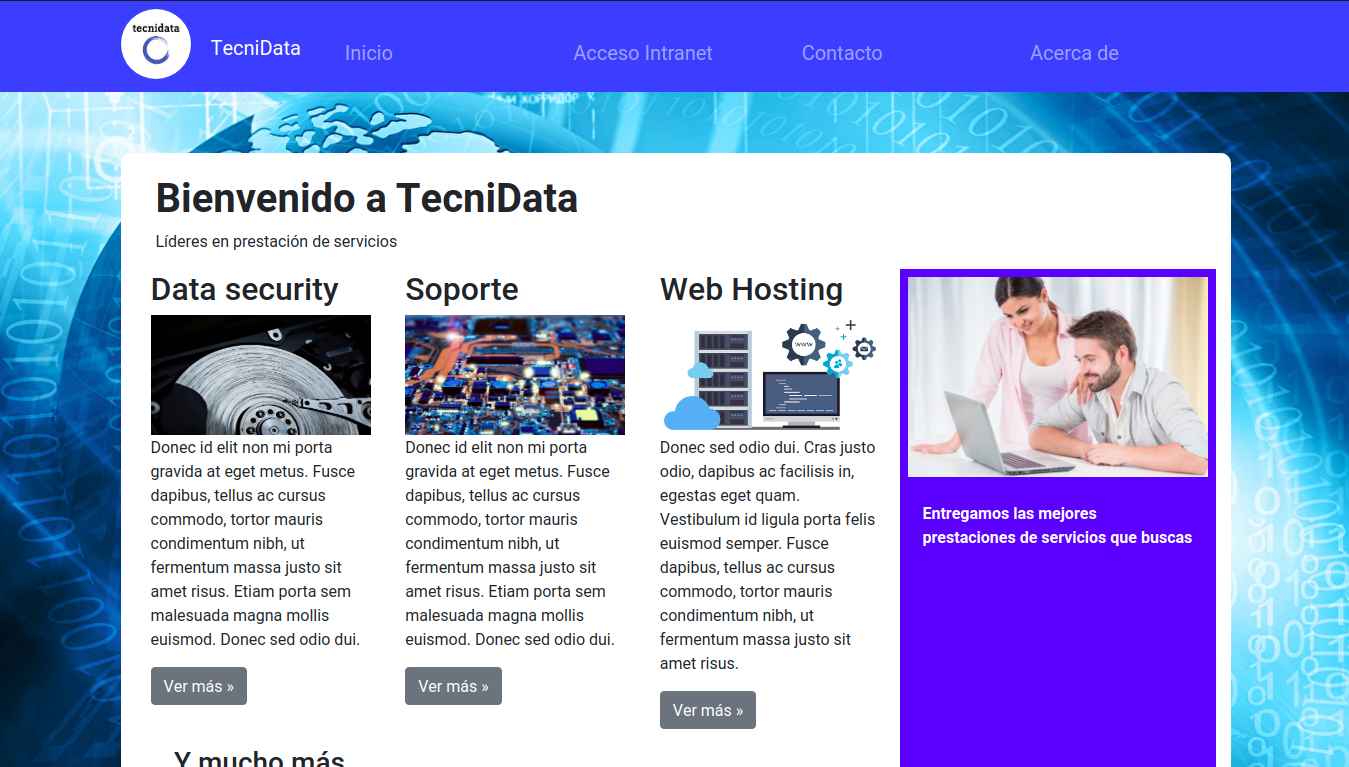 tecnidata
TecniData
Inicio
Acceso Intranet
Contacto
Acerca de
КОРРИДОР
Bienvenido a TecniData
Líderes en prestación de servicios
Data security
Donec id elit non mi porta
gravida at eget metus. Fusce
dapibus, tellus ac cursus
commodo, tortor mauris
condimentum nibh, ut
fermentum massa justo sit
amet risus. Etiam porta sem
malesuada magna mollis
euismod. Donec sed odio dui.
Ver más »
Soporte
Donec id elit non mi porta
gravida at eget metus. Fusce
dapibus, tellus ac cursus
commodo, tortor mauris
condimentum nibh, ut
fermentum massa justo sit
amet risus. Etiam porta sem
malesuada magna mollis
euismod. Donec sed odio dui.
Ver más »
Web Hosting
www
Donec sed odio dui. Cras justo
odio, dapibus ac facilisis in,
egestas eget quam.
Vestibulum id ligula porta felis
euismod semper. Fusce
dapibus, tellus ac cursus
commodo, tortor mauris
condimentum nibh, ut
fermentum massa justo sit
amet risus.
Ver más »
Entregamos las mejores
prestaciones de servicios que buscas
Y mucho más